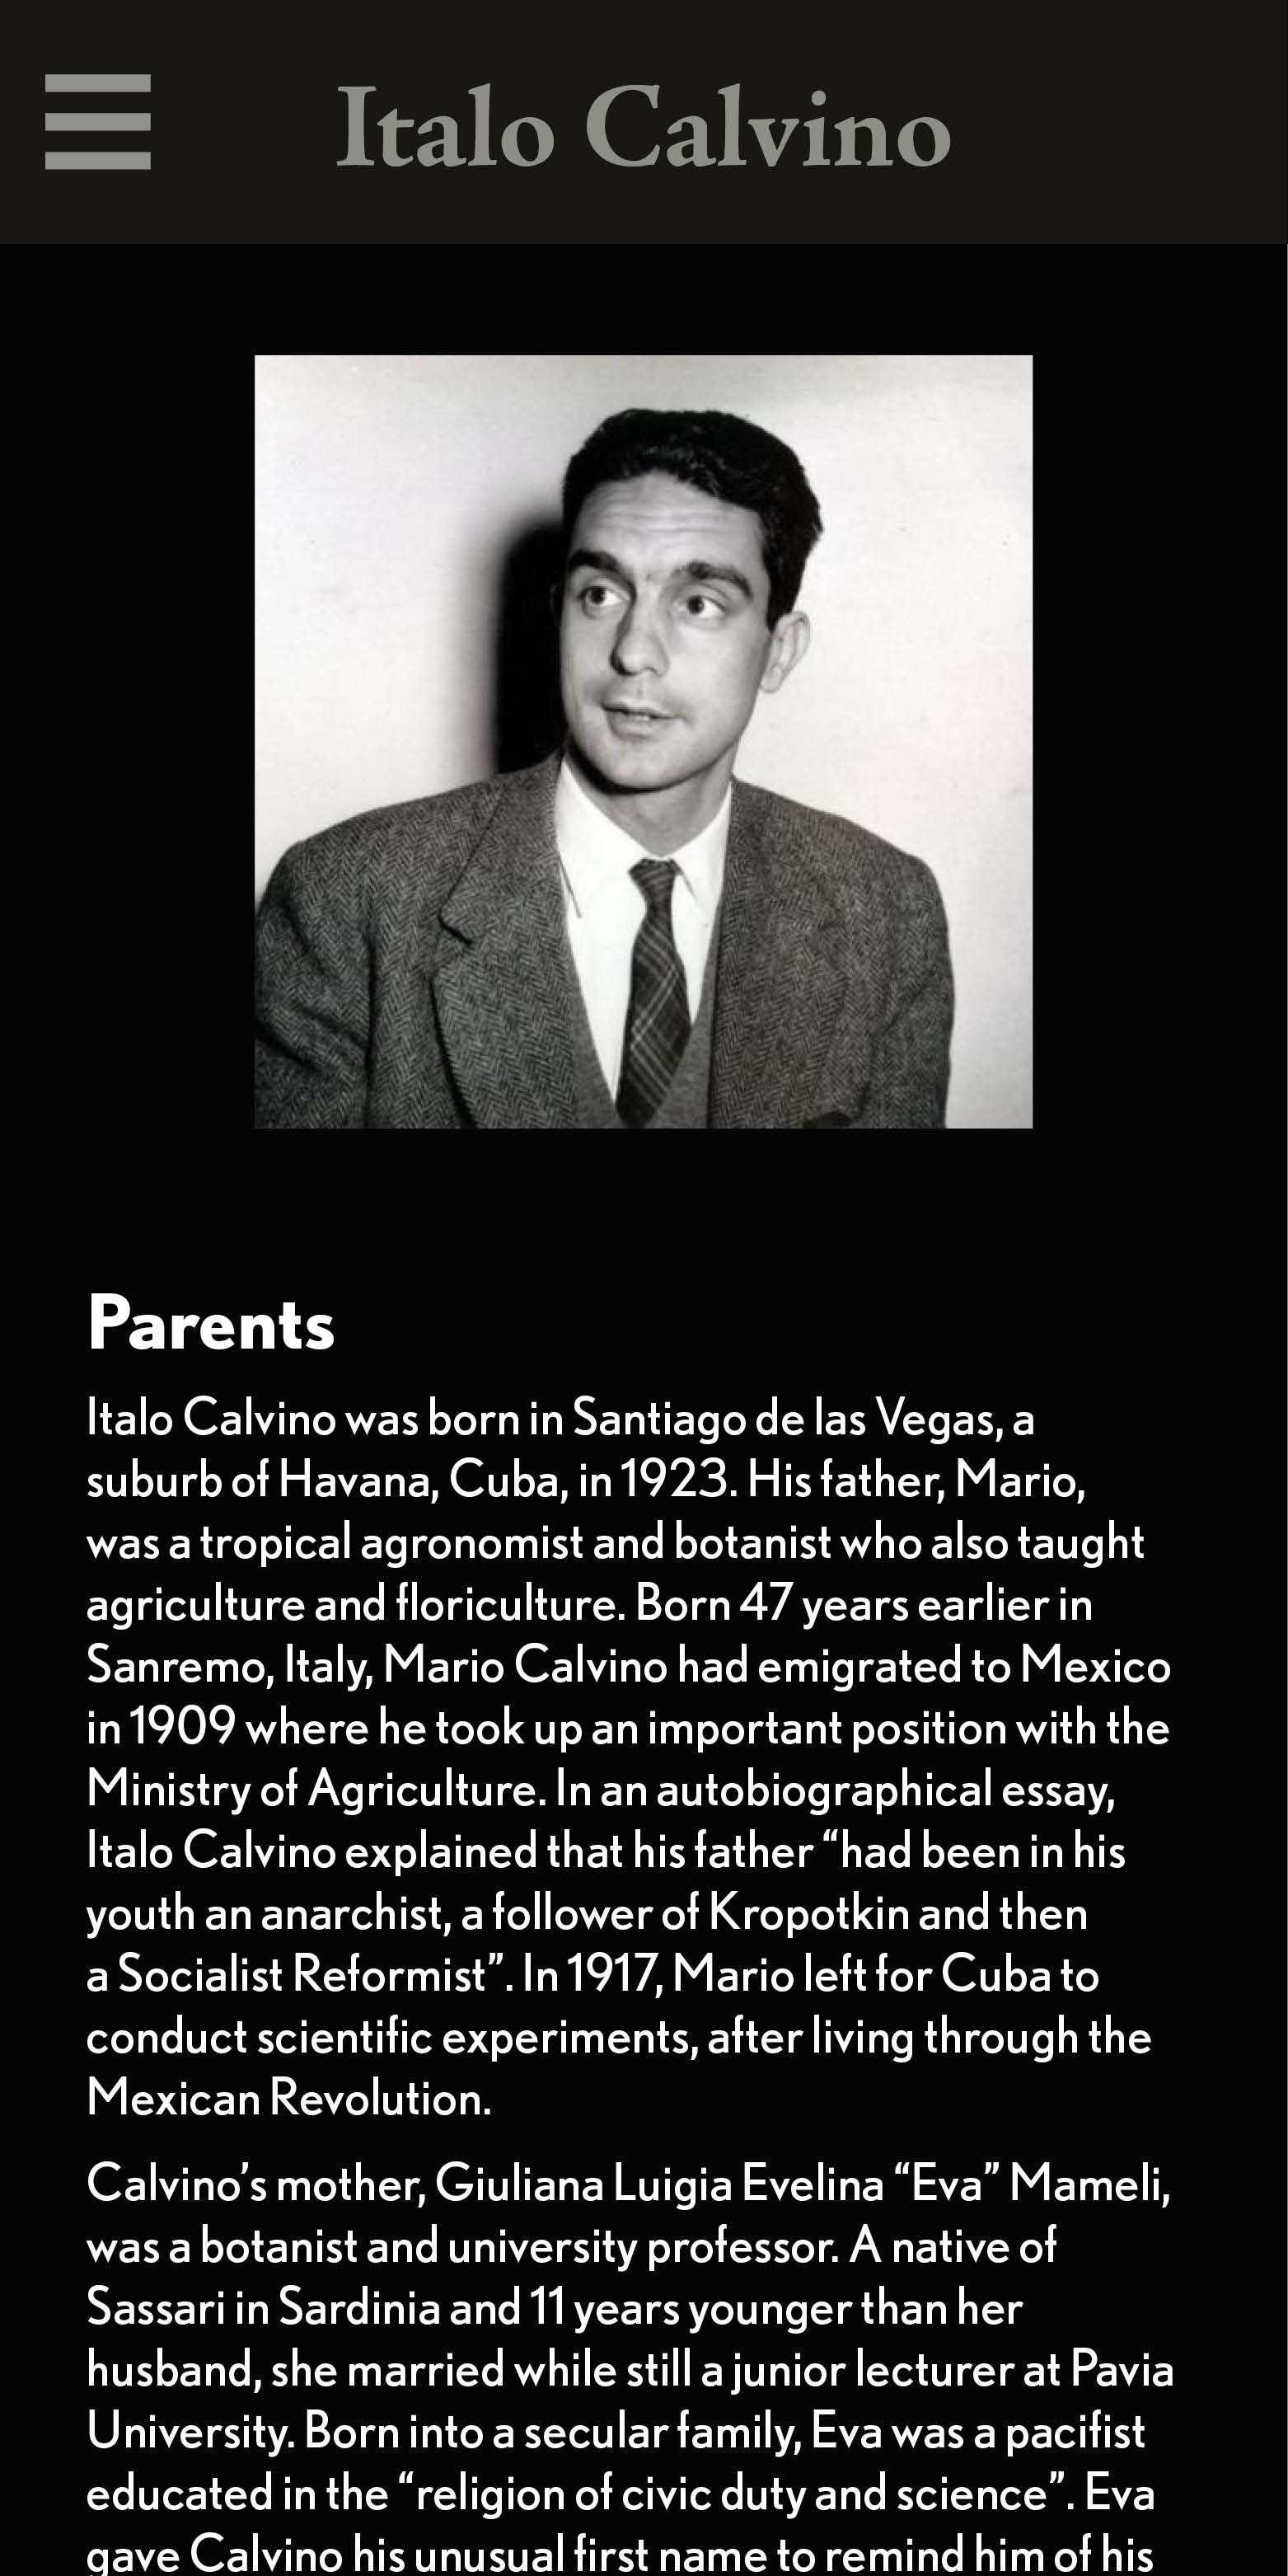 Italo Calvino
Parents
Italo Calvino was born in Santiago de las Vegas, a
suburb of Havana, Cuba, in 1923. His father, Mario,
was a tropical agronomist and botanist who also taught
agriculture and floriculture. Born 47 years earlier in
Sanremo, Italy, Mario Calvino had emigrated to Mexico
in 1909 where he took up an important position with the
Ministry of Agriculture. In an autobiographical essay,
Italo Calvino explained that his father “had been in his
youth an anarchist, a follower of Kropotkin and then
a Socialist Reformist”. In 1917, Mario left for Cuba to
conduct scientific experiments, after living through the
Mexican Revolution.
Calvino’s mother, Giuliana Luigia Evelina “Eva” Mameli,
was a botanist and university professor. A native of
Sassari in Sardinia and 11 years younger than her
husband, she married while still a junior lecturer at Pavia
University. Born into a secular family, Eva was a pacifist
educated in the “religion of civic duty and science”. Eva
gave Calvino his unusual first name to remind him of his